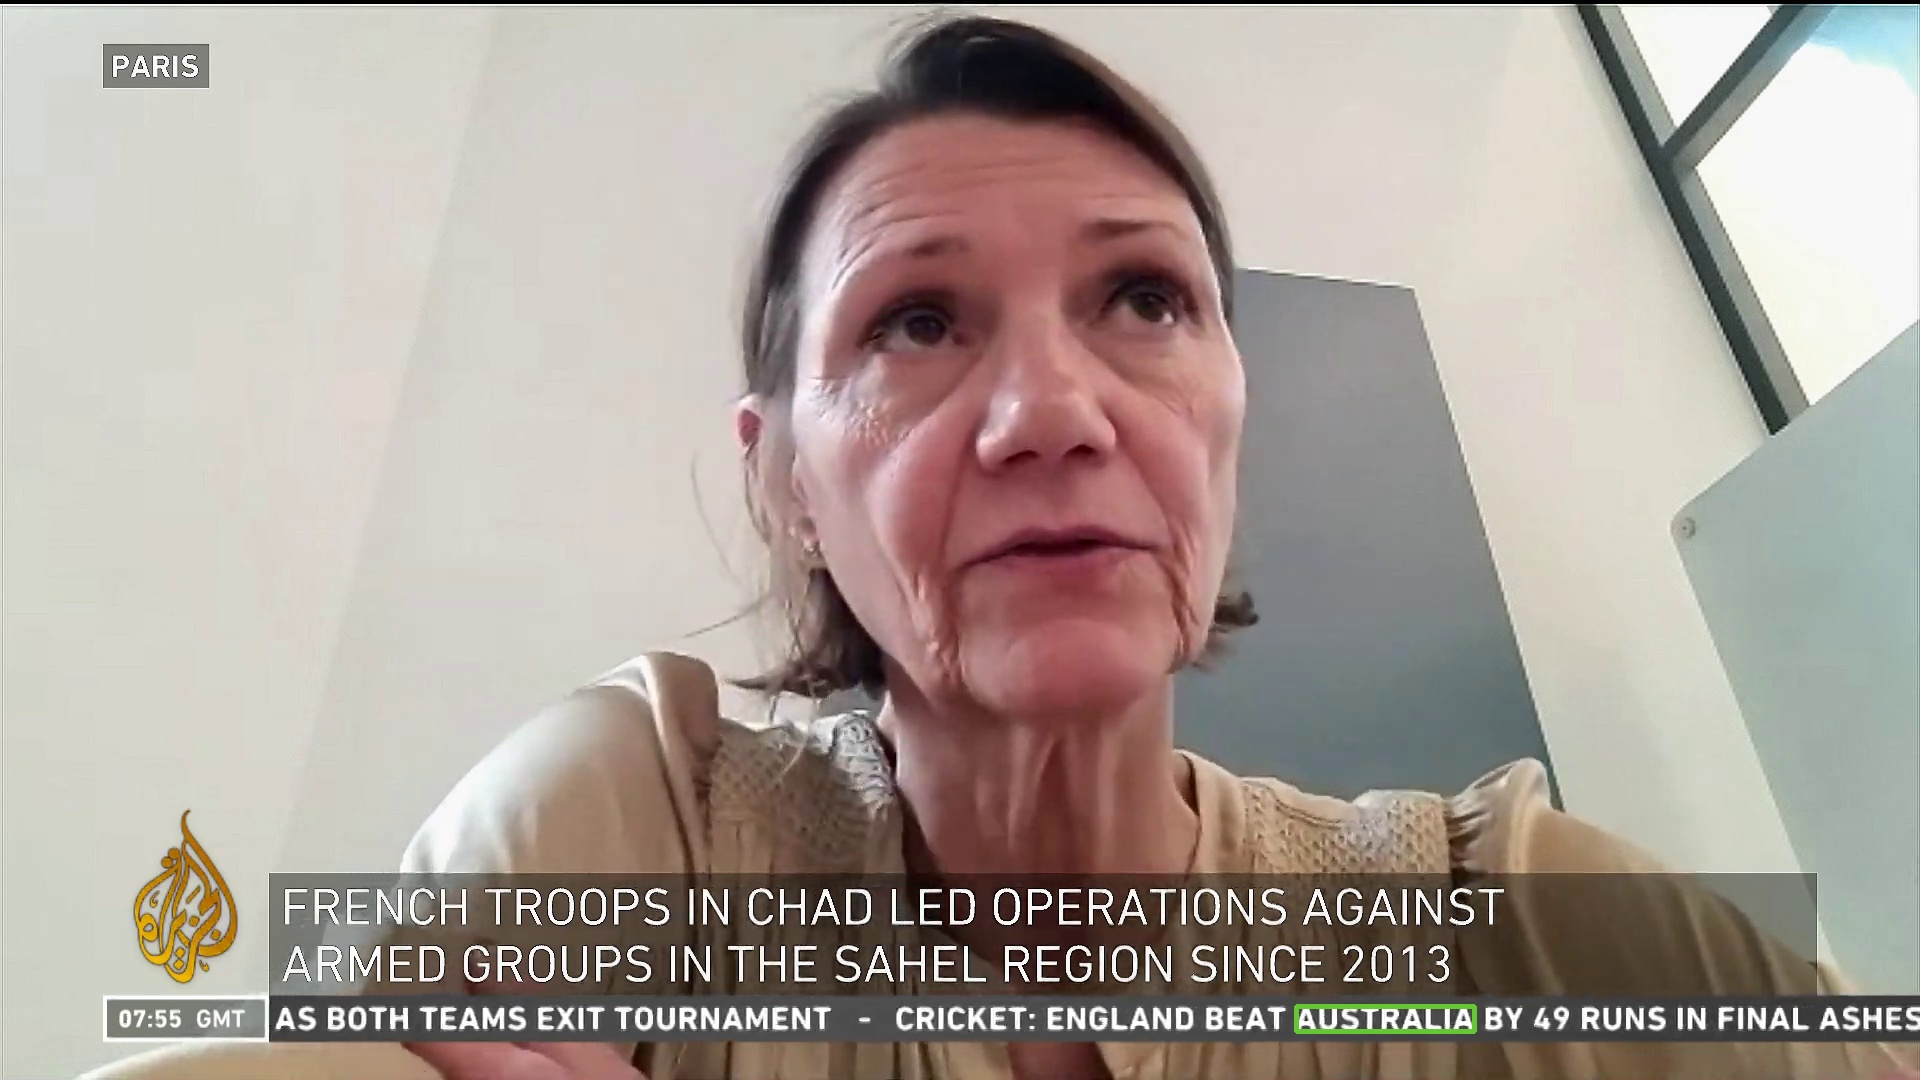 PARIS
FRENCH TROOPS IN CHAD LED OPERATIONS AGAINST
ARMED GROUPS IN THE SAHEL REGION SINCE 2013
07:55 GMT
AS BOTH TEAMS EXIT TOURNAMENT - CRICKET: ENGLAND BEAT AUSTRALIA BY 49 RUNS IN FINAL ASHES